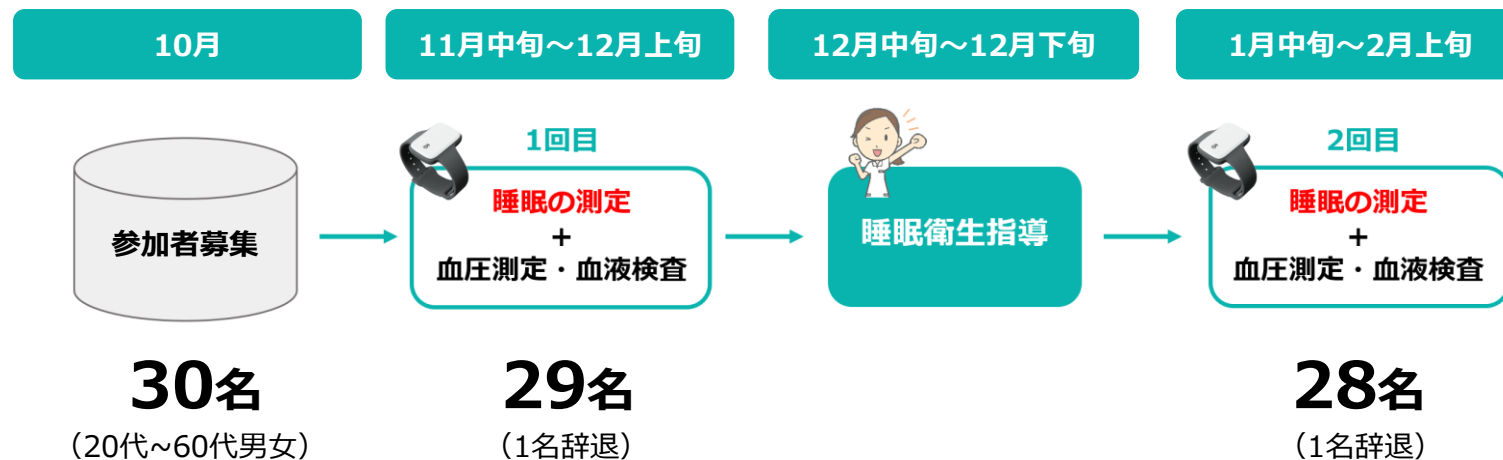 10月
11月中旬～12月上旬
12月中旬～12月下旬
1月中旬～2月上旬
参加者募集
1回目
睡眠の測定
+
血圧測定・血液検査
睡眠衛生指導
2回目
睡眠の測定
+
血圧測定・血液検査
30名
（20代~60代男女）
29名
（1名辞退）
28名
（1名辞退）